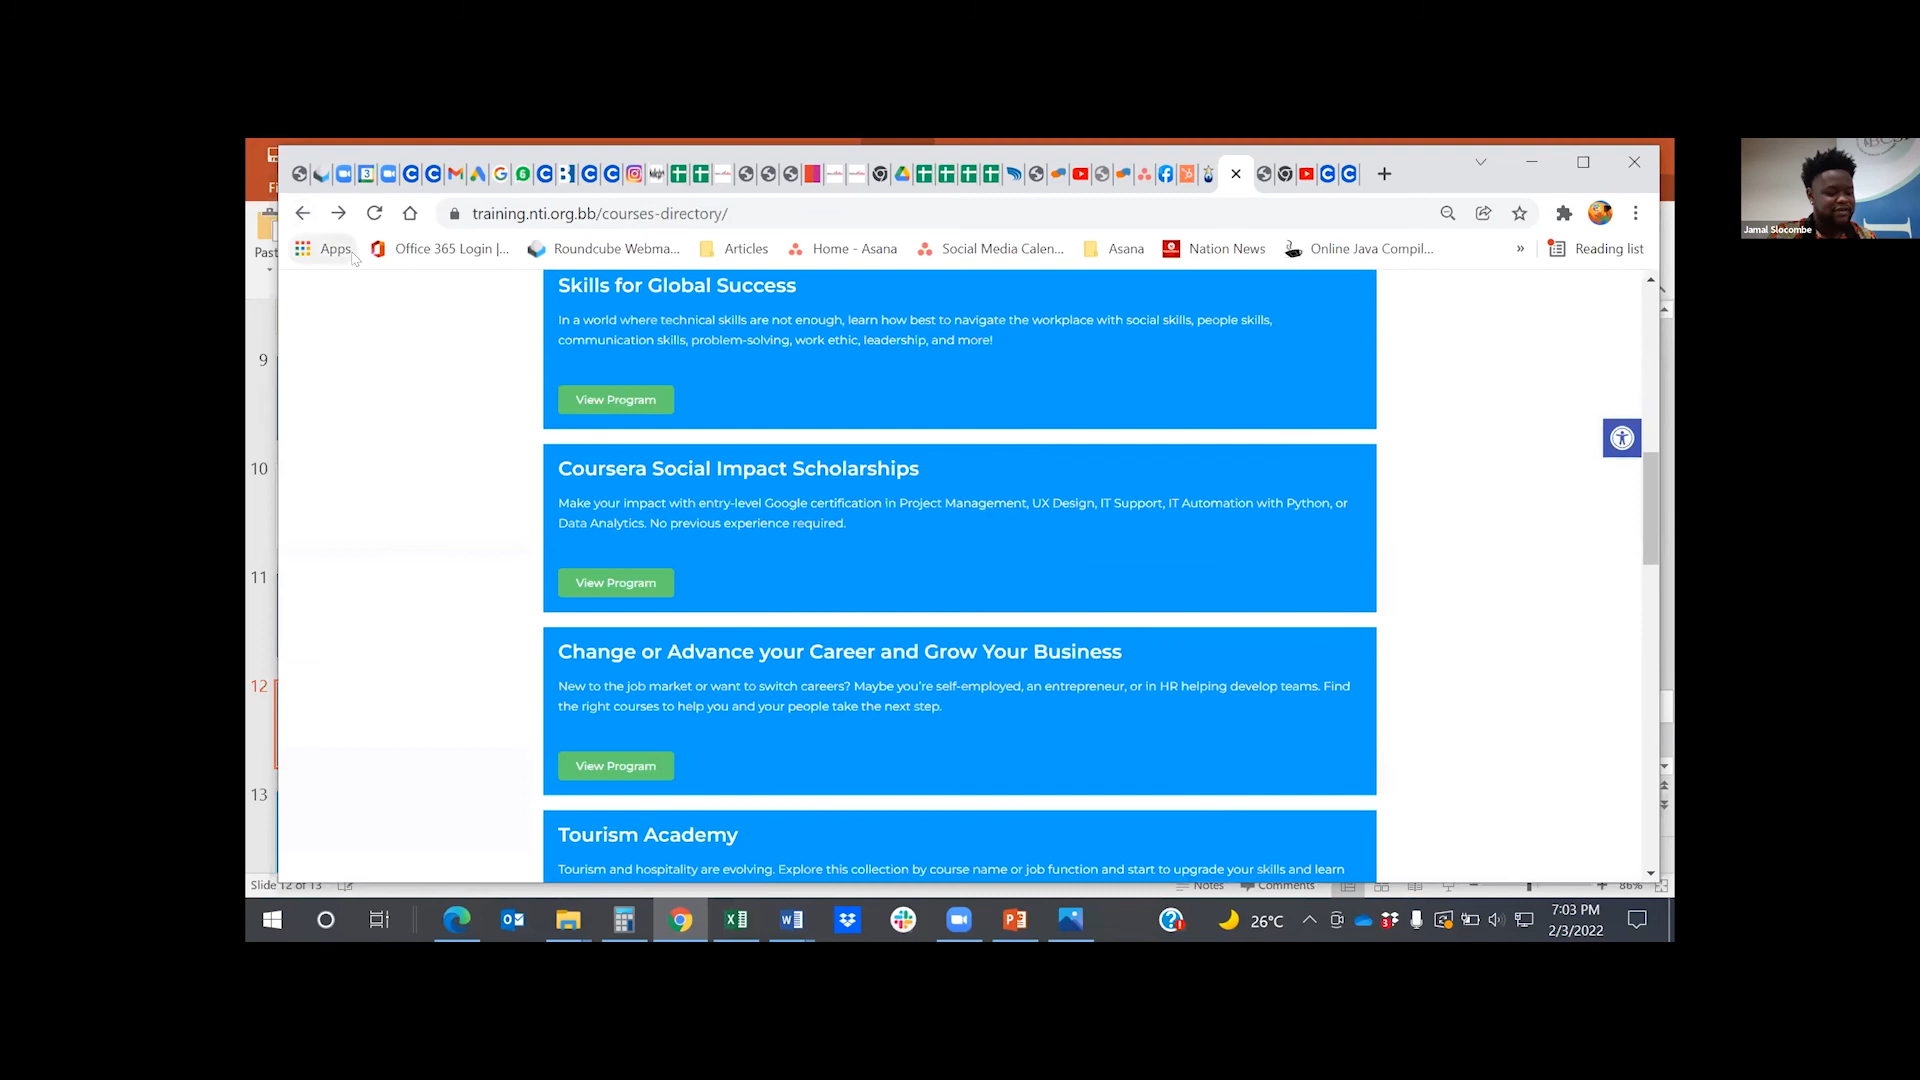 training.nti.org.bb/courses-directory/
Apps
Office 365 Login |...
Roundcube Webma...
Articles
Home - Asana
Social Media Calen...
Asana
Nation News
Online Java Compil...
»
Reading list
Past
Jamal Slocombe
Skills for Global Success
In a world where technical skills are not enough, learn how best to navigate the workplace with social skills, people skills,
communication skills, problem-solving, work ethic, leadership, and more!
View Program
9
Coursera Social Impact Scholarships
Make your impact with entry-level Google certification in Project Management, UX Design, IT Support, IT Automation with Python, or
Data Analytics. No previous experience required.
View Program
10
11
Change or Advance your Career and Grow Your Business
New to the job market or want to switch careers? Maybe you're self-employed, an entrepreneur, or in HR helping develop teams. Find
the right courses to help you and your people take the next step.
View Program
12
13
Tourism Academy
Tourism and hospitality are evolving. Explore this collection by course name or job function and start to upgrade your skills and learn
Slide 12 of 13
Notes
Comments
86%
26°C
7:03 PM
2/3/2022